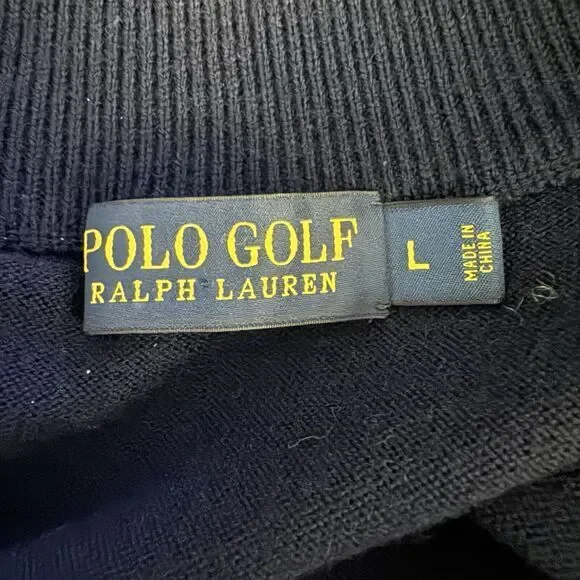 POLO GOLF
RALPH LAUREN
L
MADE IN
CHINA